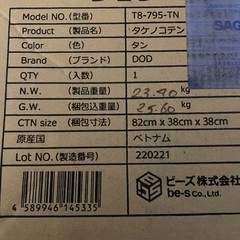 Model No.(型番) T8-795-TN
Product (製品名) タケノコテン
Color (色) タン
Brand (ブランド) DOD
QTY (入数) 1
N.W. (製品重量) 23.40 kg
G.W. (梱包込重量) 25.60 kg
CTN size (梱包寸法) 82cm x 38cm x 38cm
原産国 ベトナム
Lot NO. (製造番号) 220221
4 589946 145335
ビーズ株式会社
be-s Co., Ltd.
SAG